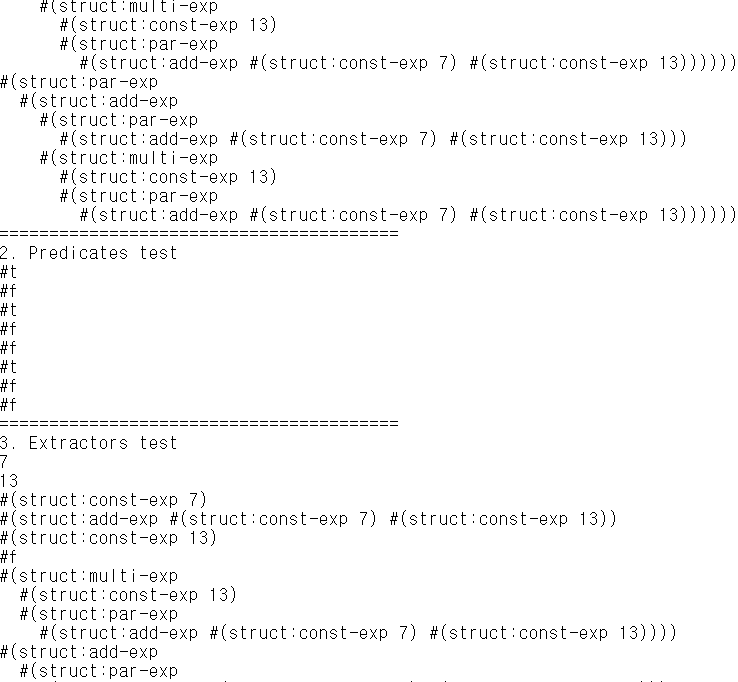 #(struct:multi-exp
#(struct:const-exp 13)
#(struct:par-exp
#(struct:add-exp #(struct:const-exp 7) #(struct:const-exp 13))))))
#(struct:par-exp
#(struct:add-exp
#(struct:par-exp
#(struct:add-exp #(struct:const-exp 7) #(struct:const-exp 13)))
#(struct:multi-exp
#(struct:const-exp 13)
#(struct:par-exp
#(struct:add-exp #(struct:const-exp 7) #(struct:const-exp 13))))))
========================================
2. Predicates test
#t
#f
#t
#f
#f
#t
#f
#f
========================================
3. Extractors test
7
13
#(struct:const-exp 7)
#(struct:add-exp #(struct:const-exp 7) #(struct:const-exp 13))
#(struct:const-exp 13)
#f
#(struct:multi-exp
#(struct:const-exp 13)
#(struct:par-exp
#(struct:add-exp #(struct:const-exp 7) #(struct:const-exp 13))))
#(struct:add-exp
#(struct:par-exp